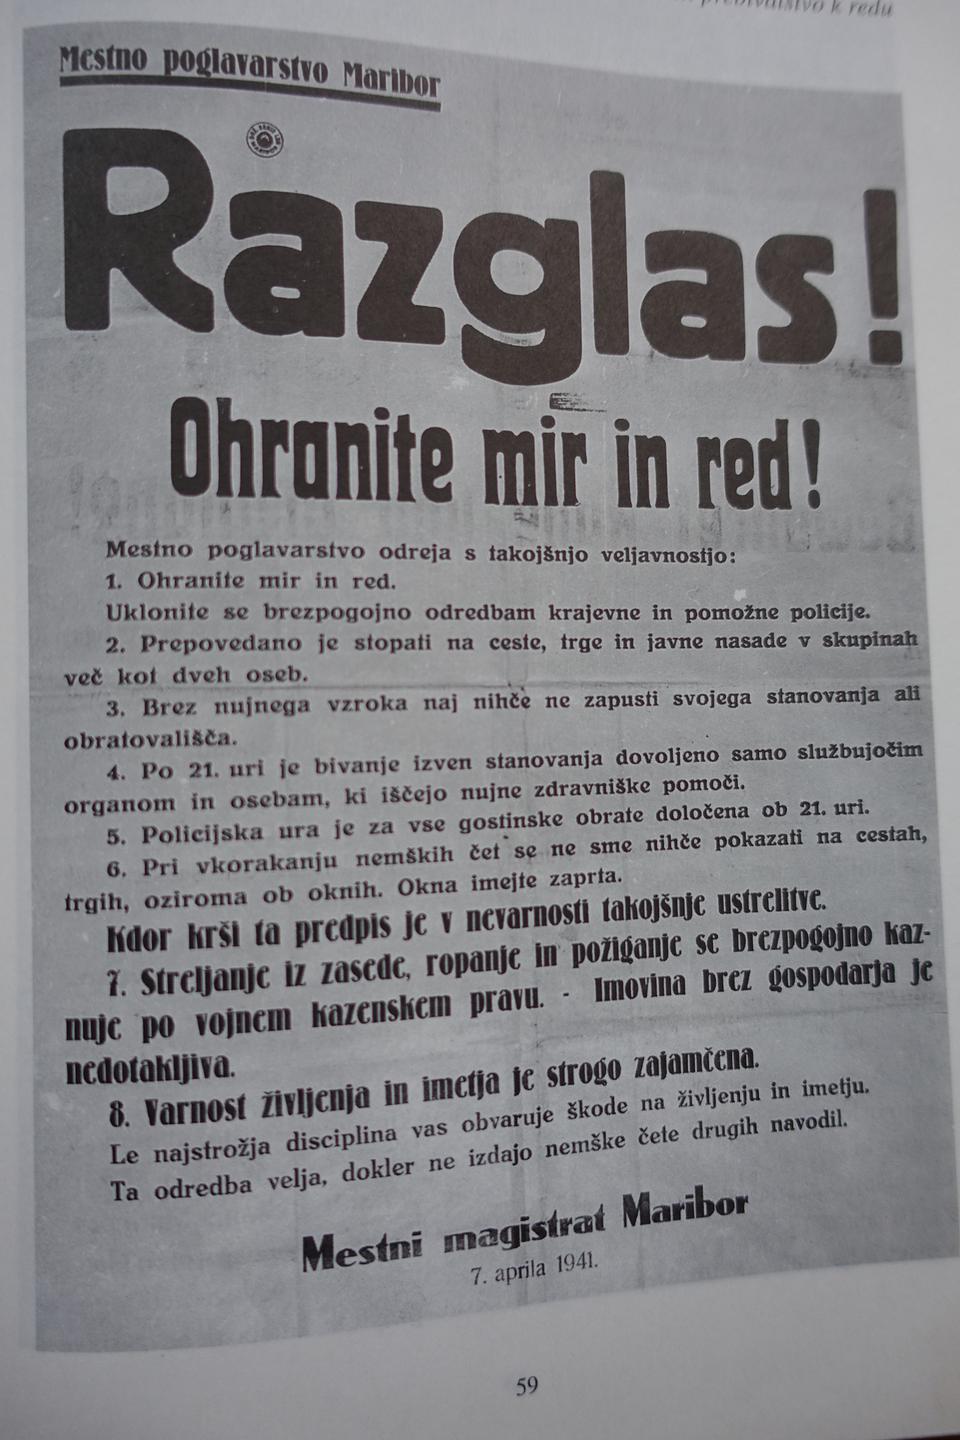 prebivalstvo k redu
Mestno poglavarstvo Maribor
Razglas!
Ohranite mir in red!
Mestno poglavarstvo odreja s takojšnjo veljavnostjo:
1. Ohranite mir in red.
Uklonite se brezpogojno odredbam krajevne in pomožne policije.
2. Prepovedano je stopati na ceste, trge in javne nasade v skupinah
več kot dveh oseb.
3. Brez nujnega vzroka naj nihče ne zapusti svojega stanovanja ali
obratovališča.
4. Po 21. uri je bivanje izven stanovanja dovoljeno samo službujočim
organom in osebam, ki iščejo nujne zdravniške pomoči.
5. Policijska ura je za vse gostinske obrate določena ob 21. uri.
6. Pri vkorakanju nemških čet se ne sme nihče pokazati na cestah,
trgih, oziroma ob oknih. Okna imejte zaprta.
Kdor krši ta predpis je v nevarnosti takojšnje ustrelitve.
7. Streljanje iz zasede, ropanje in požiganje se brezpogojno kaz-
nuje po vojnem kazenskem pravu. - Imovina brez gospodarja je
nedotakljiva.
8. Varnost življenja in imetja je strogo zajamčena.
Le najstrožja disciplina vas obvaruje škode na življenju in imetju.
Ta odredba velja, dokler ne izdajo nemške čete drugih navodil.
Mestni magistrat Maribor
7. aprila 1941.
59